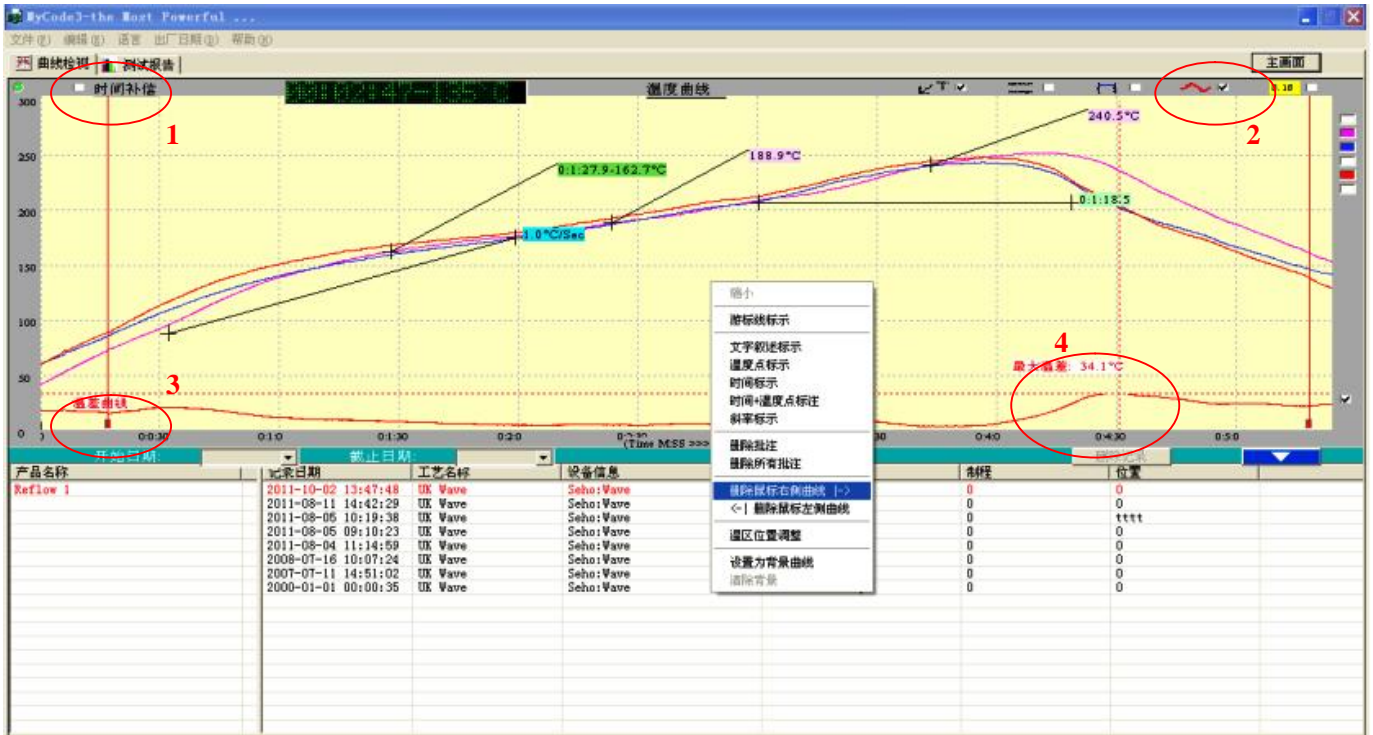 MyCode3-the Most Powerful ...
文件(F) 编辑(E) 语言 出厂日期(D) 帮助(H)
曲线检视 测试报告 主画面
时间补偿 温度曲线 T 0.10
1
2
300
250
200
150
100
50
0
240.5°C
188.9°C
0:1:27.9-162.7°C
0:1:18.5
1.0°C/Sec
4
最大温差: 34.1°C
3
温差曲线
0:0:30 0:1:0 0:1:30 0:2:0 0:4:0 0:4:30 0:5:0
(Time M:SS >>>
缩小
游标线标示
文字叙述标示
温度点标示
时间标示
时间+温度点标注
斜率标示
删除批注
删除所有批注
删除鼠标右侧曲线 |->
<-| 删除鼠标左侧曲线
温区位置调整
设置为背景曲线
清除背景
开始日期: 截止日期: 删除记录
产品名称 记录日期 工艺名称 设备信息 制程 位置
Reflow 1 2011-10-02 13:47:48 UK Wave Seho:Wave 0 0
2011-08-11 14:42:29 UK Wave Seho:Wave 0 0
2011-08-05 10:19:38 UK Wave Seho:Wave 0 tttt
2011-08-05 09:10:23 UK Wave Seho:Wave 0 0
2011-08-04 11:14:59 UK Wave Seho:Wave 0 0
2008-07-16 10:07:24 UK Wave Seho:Wave 0 0
2007-07-11 14:51:02 UK Wave Seho:Wave 0 0
2000-01-01 00:00:35 UK Wave Seho:Wave 0 0